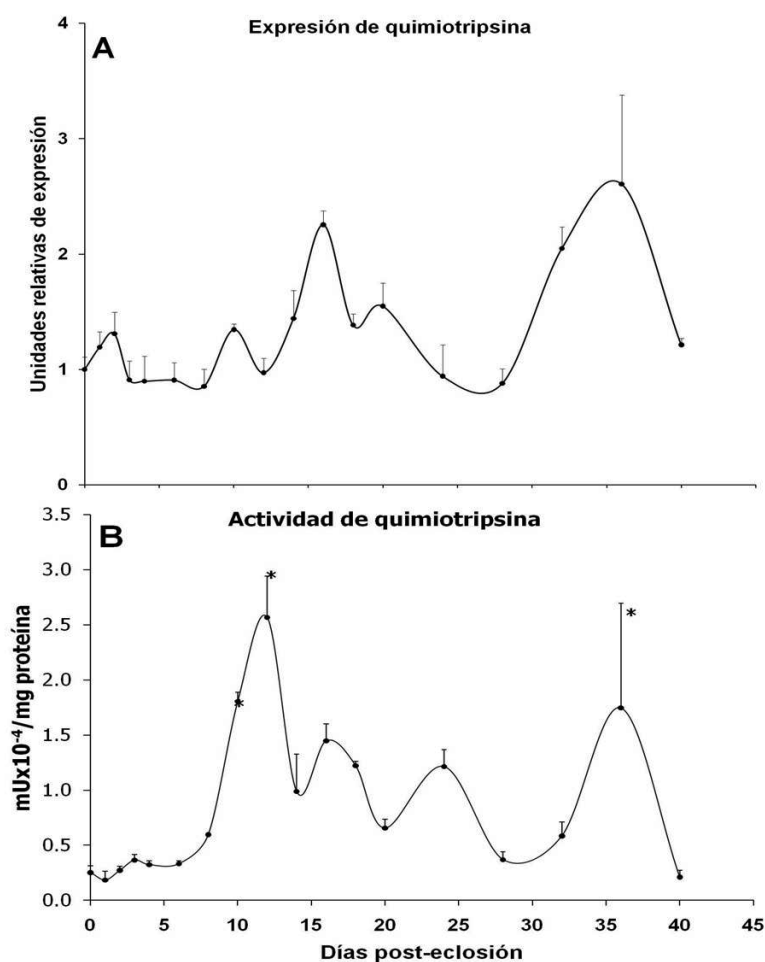 A
Expresión de quimiotripsina
Unidades relativas de expresión
4
3
2
1
0
B
Actividad de quimiotripsina
mUx10⁻⁴/mg proteína
3.5
3.0
2.5
2.0
1.5
1.0
0.5
0.0
*
*
*
0 5 10 15 20 25 30 35 40 45
Días post-eclosión